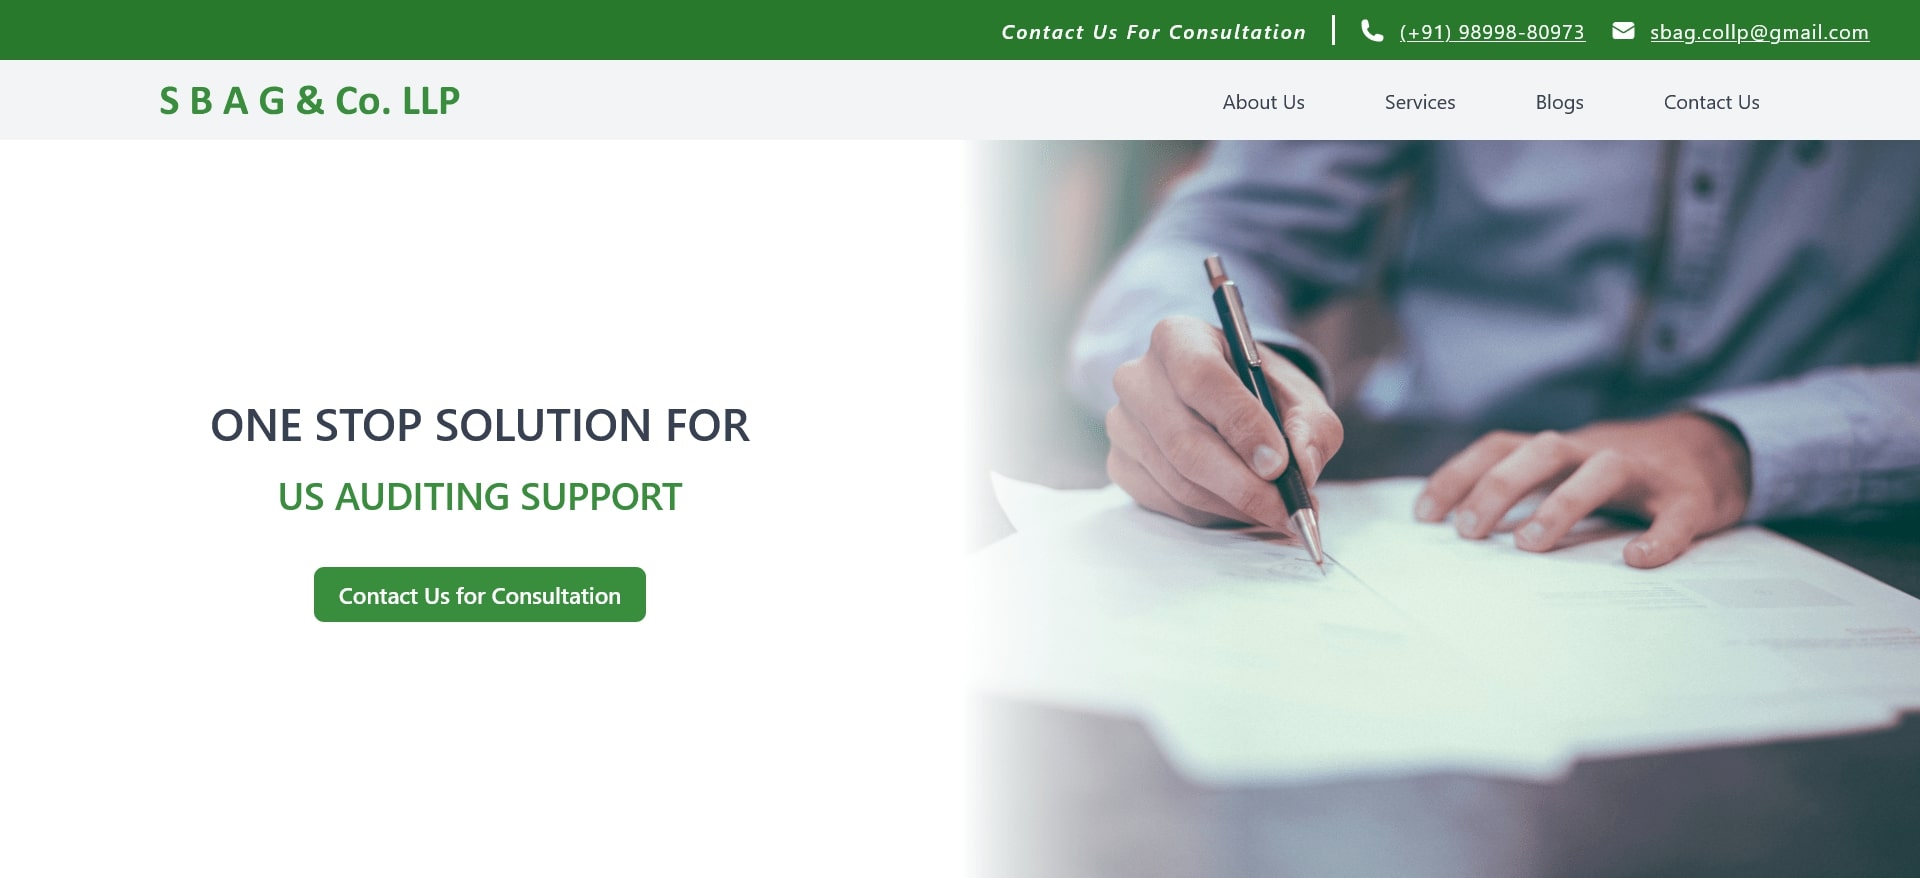 Contact Us For Consultation
(+91) 98998-80973
sbag.collp@gmail.com
S B A G & Co. LLP
About Us
Services
Blogs
Contact Us
ONE STOP SOLUTION FOR
US AUDITING SUPPORT
Contact Us for Consultation